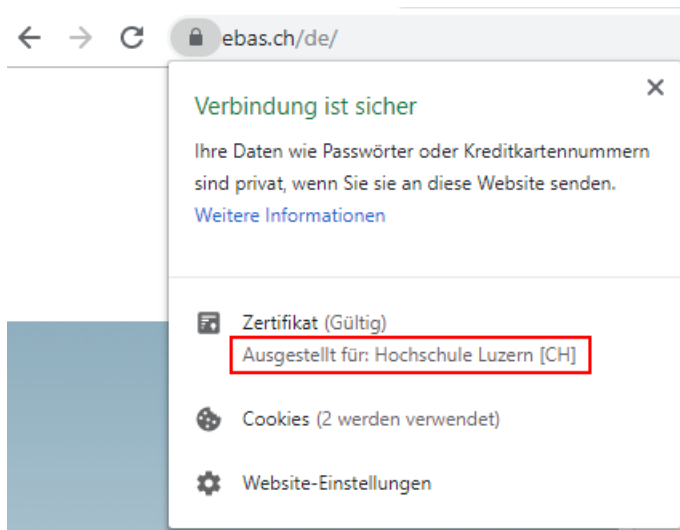 ebas.ch/de/
Verbindung ist sicher
Ihre Daten wie Passwörter oder Kreditkartennummern
sind privat, wenn Sie sie an diese Website senden.
Weitere Informationen
Zertifikat (Gültig)
Ausgestellt für: Hochschule Luzern [CH]
Cookies (2 werden verwendet)
Website-Einstellungen